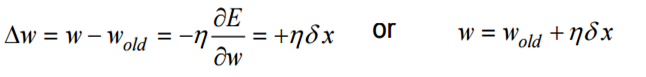 Δw = w − w_old = −η ∂E/∂w = +ηδx or w = w_old + ηδx